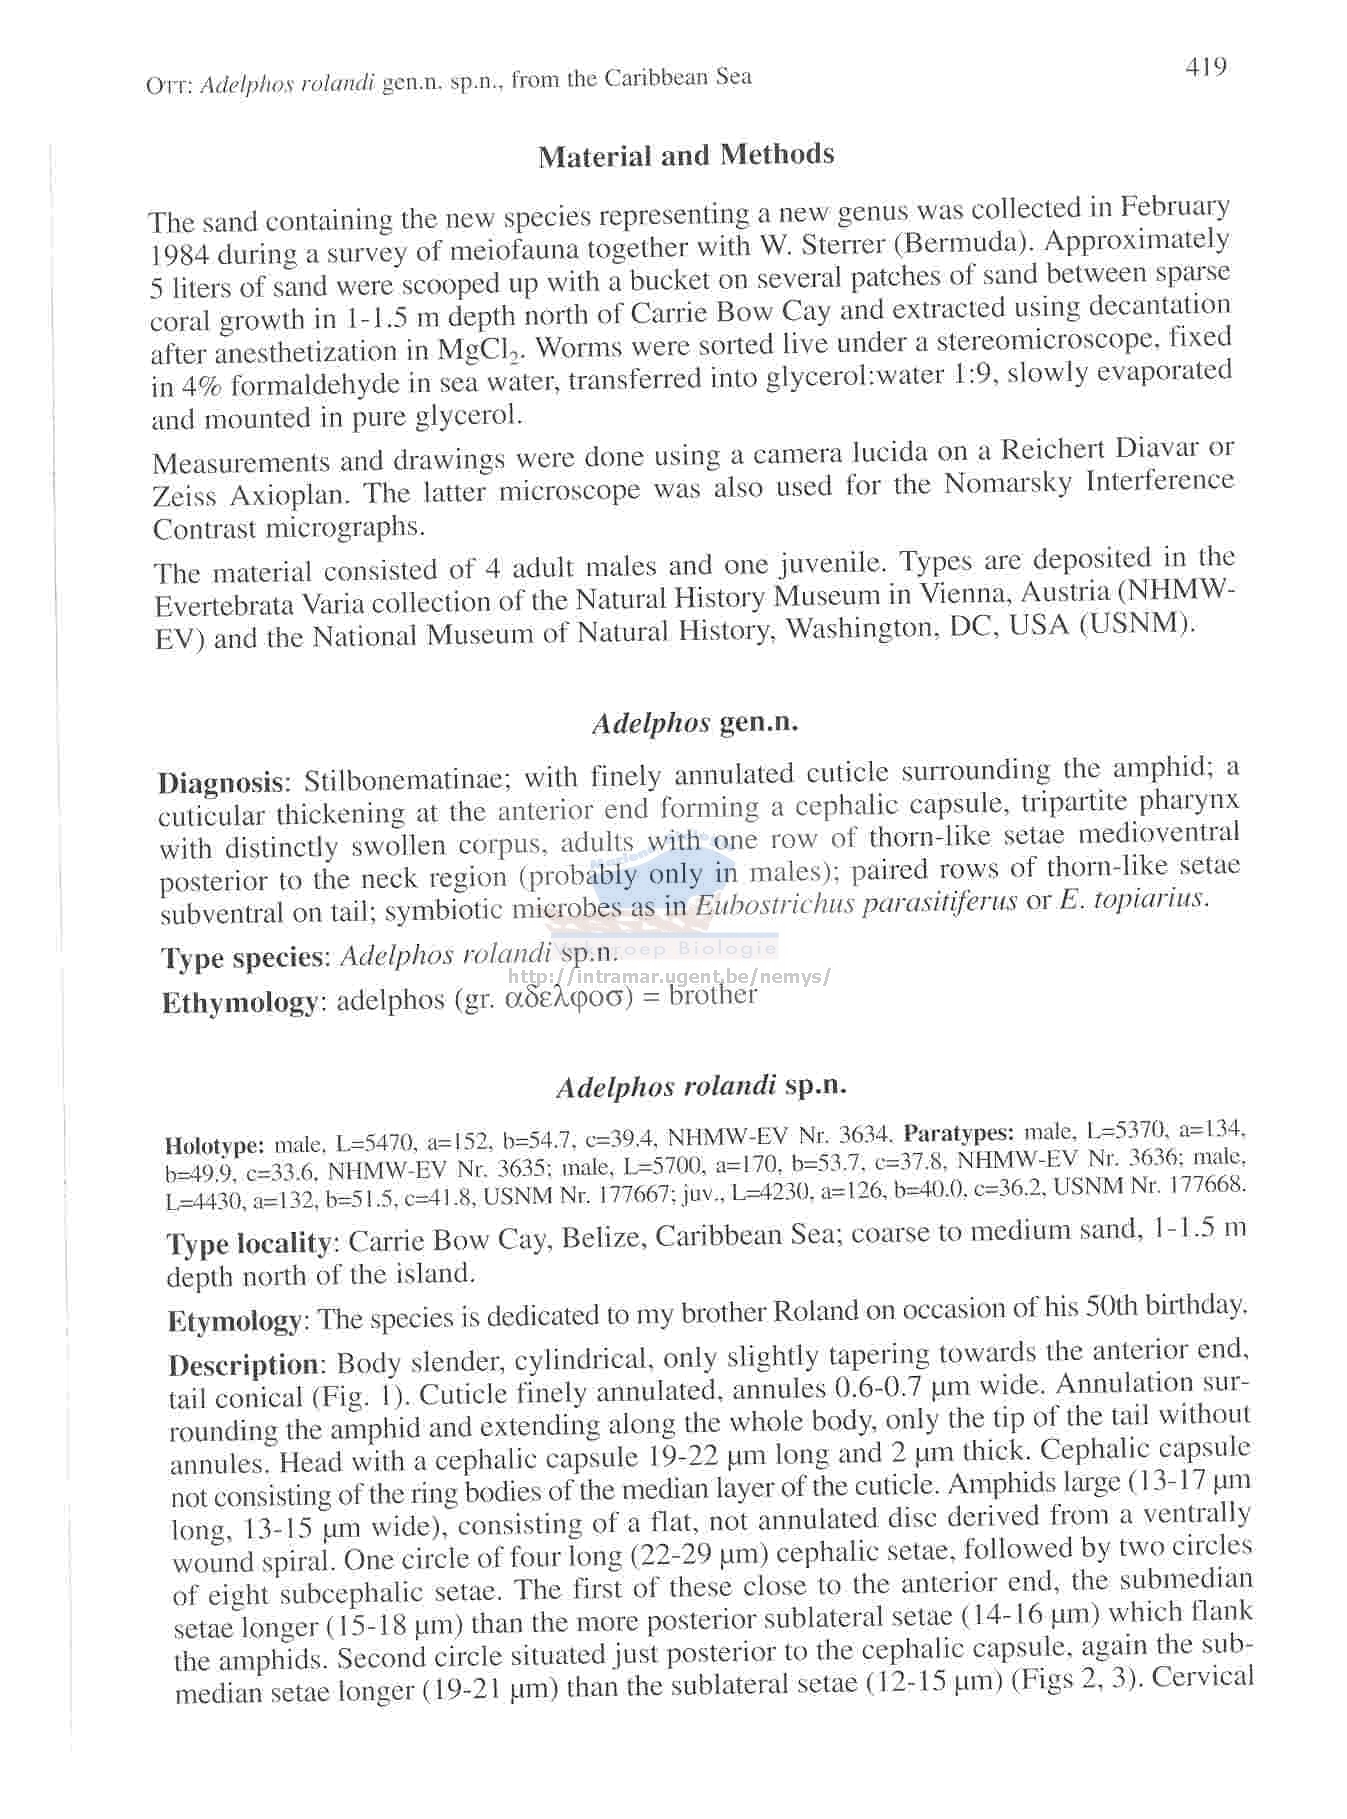 OTT: Adelphos rolandi gen.n. sp.n., from the Caribbean Sea
419
Material and Methods
The sand containing the new species representing a new genus was collected in February
1984 during a survey of meiofauna together with W. Sterrer (Bermuda). Approximately
5 liters of sand were scooped up with a bucket on several patches of sand between sparse
coral growth in 1-1.5 m depth north of Carrie Bow Cay and extracted using decantation
after anesthetization in MgCl₂. Worms were sorted live under a stereomicroscope, fixed
in 4% formaldehyde in sea water, transferred into glycerol:water 1:9, slowly evaporated
and mounted in pure glycerol.
Measurements and drawings were done using a camera lucida on a Reichert Diavar or
Zeiss Axioplan. The latter microscope was also used for the Nomarsky Interference
Contrast micrographs.
The material consisted of 4 adult males and one juvenile. Types are deposited in the
Evertebrata Varia collection of the Natural History Museum in Vienna, Austria (NHMW-
EV) and the National Museum of Natural History, Washington, DC, USA (USNM).
Adelphos gen.n.
Diagnosis: Stilbonematinae; with finely annulated cuticle surrounding the amphid; a
cuticular thickening at the anterior end forming a cephalic capsule, tripartite pharynx
with distinctly swollen corpus, adults with one row of thorn-like setae medioventral
posterior to the neck region (probably only in males); paired rows of thorn-like setae
subventral on tail; symbiotic microbes as in Eubostrichus parasitiferus or E. topiarius.
Type species: Adelphos rolandi sp.n.
Biologie
http://intramar.ugent.be/nemys/
Ethymology: adelphos (gr. αδελφοσ) = brother
Adelphos rolandi sp.n.
Holotype: male, L=5470, a=152, b=54.7, c=39.4, NHMW-EV Nr. 3634. Paratypes: male, L=5370, a=134,
b=49.9, c=33.6, NHMW-EV Nr. 3635; male, L=5700, a=170, b=53.7, c=37.8, NHMW-EV Nr. 3636; male,
L=4430, a=132, b=51.5, c=41.8, USNM Nr. 177667; juv., L=4230, a=126, b=40.0, c=36.2, USNM Nr. 177668.
Type locality: Carrie Bow Cay, Belize, Caribbean Sea; coarse to medium sand, 1-1.5 m
depth north of the island.
Etymology: The species is dedicated to my brother Roland on occasion of his 50th birthday.
Description: Body slender, cylindrical, only slightly tapering towards the anterior end,
tail conical (Fig. 1). Cuticle finely annulated, annules 0.6-0.7 µm wide. Annulation sur-
rounding the amphid and extending along the whole body, only the tip of the tail without
annules. Head with a cephalic capsule 19-22 µm long and 2 µm thick. Cephalic capsule
not consisting of the ring bodies of the median layer of the cuticle. Amphids large (13-17 µm
long, 13-15 µm wide), consisting of a flat, not annulated disc derived from a ventrally
wound spiral. One circle of four long (22-29 µm) cephalic setae, followed by two circles
of eight subcephalic setae. The first of these close to the anterior end, the submedian
setae longer (15-18 µm) than the more posterior sublateral setae (14-16 µm) which flank
the amphids. Second circle situated just posterior to the cephalic capsule, again the sub-
median setae longer (19-21 µm) than the sublateral setae (12-15 µm) (Figs 2, 3). Cervical